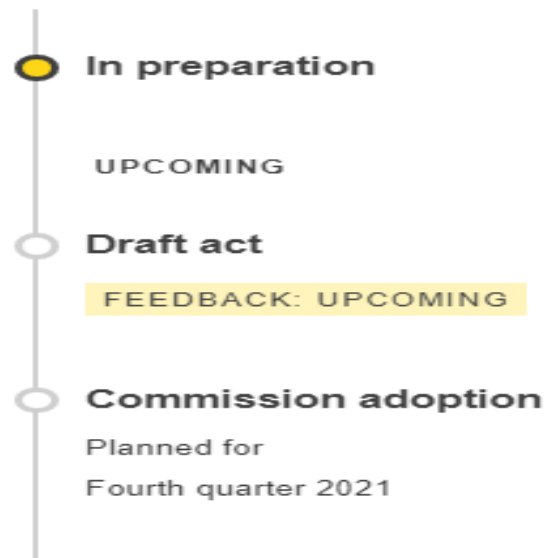 In preparation
UPCOMING
Draft act
FEEDBACK: UPCOMING
Commission adoption
Planned for
Fourth quarter 2021